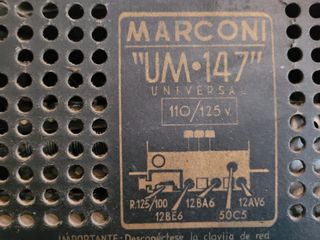 MARCONI
"UM·147"
UNIVERSAL
110/125 v
R.125/100 12BA6 12AV6
12BE6 50C5
IMPORTANTE: Desconéctese la clavija de red